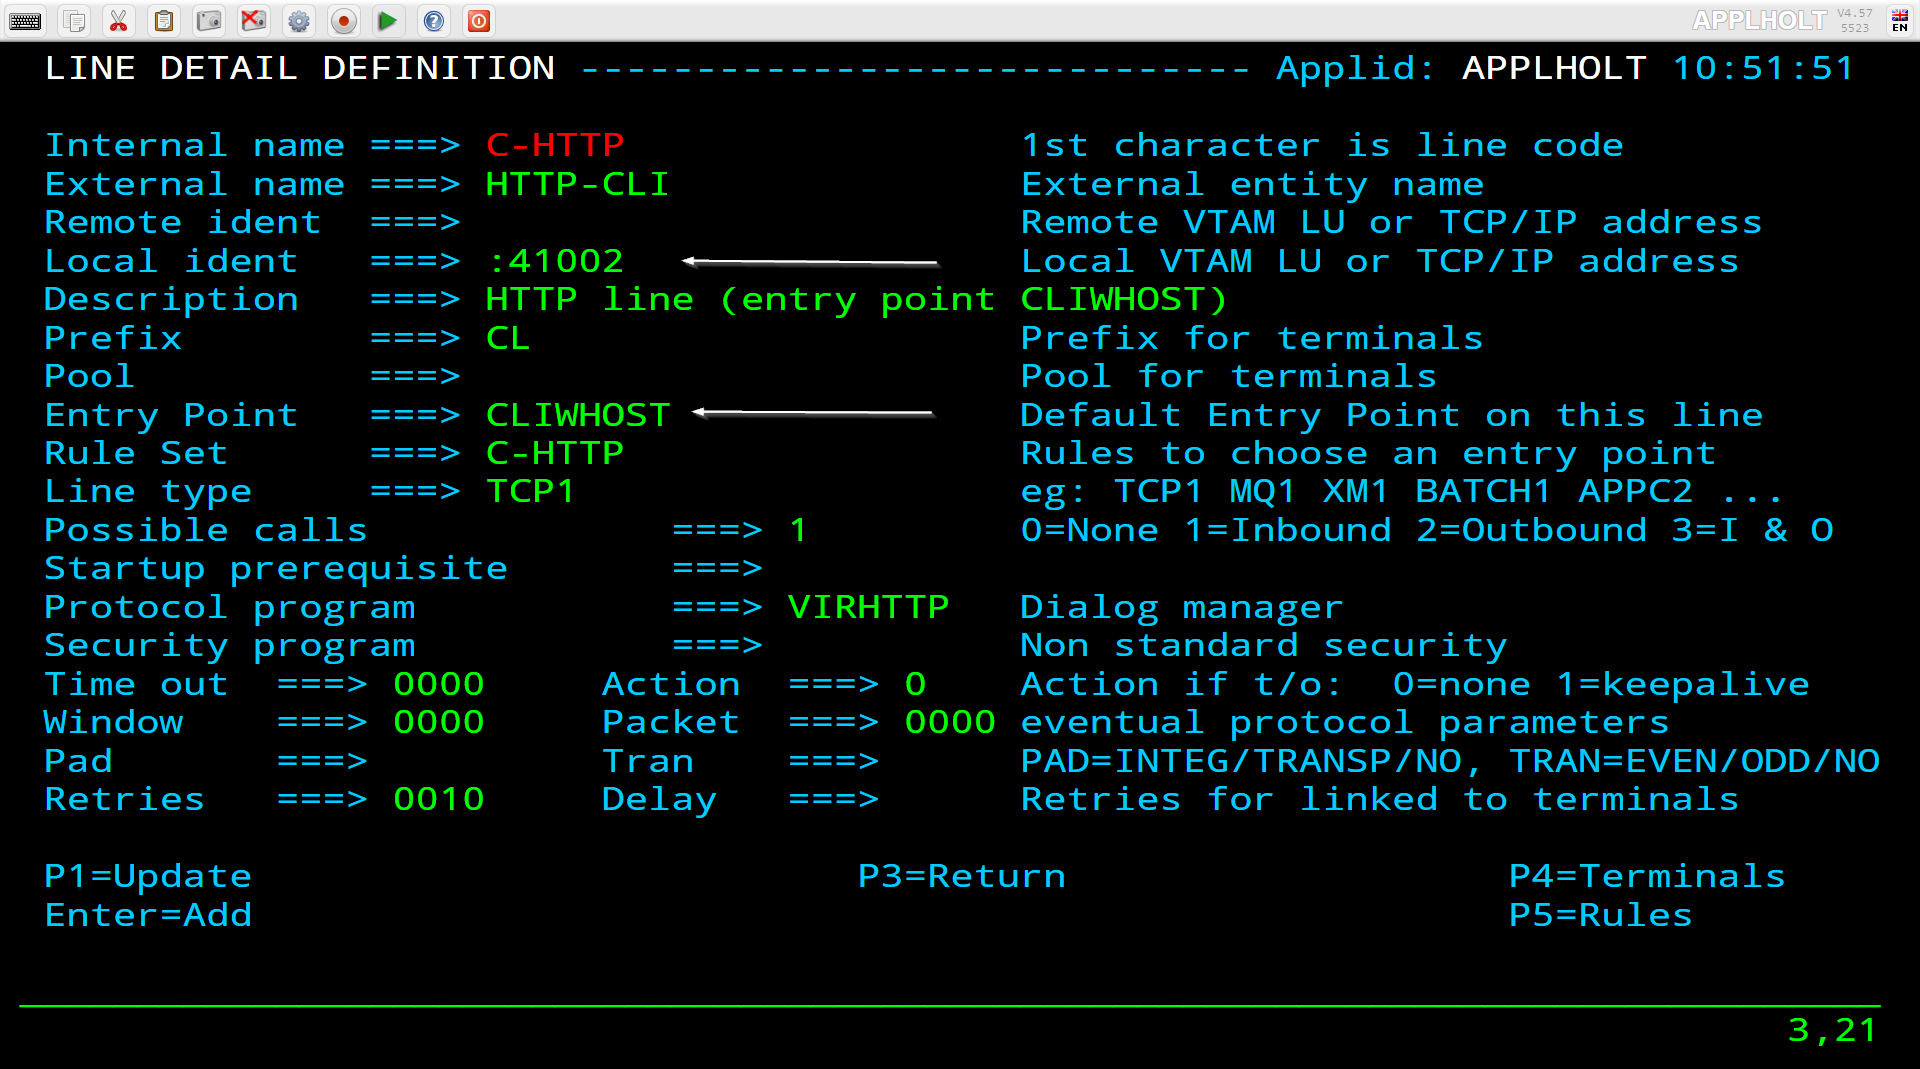 APPLHOLT V4.57 5523 EN
LINE DETAIL DEFINITION ----------------------------- Applid: APPLHOLT 10:51:51
Internal name ===> C-HTTP 1st character is line code
External name ===> HTTP-CLI External entity name
Remote ident ===> Remote VTAM LU or TCP/IP address
Local ident ===> :41002 Local VTAM LU or TCP/IP address
Description ===> HTTP line (entry point CLIWHOST)
Prefix ===> CL Prefix for terminals
Pool ===> Pool for terminals
Entry Point ===> CLIWHOST Default Entry Point on this line
Rule Set ===> C-HTTP Rules to choose an entry point
Line type ===> TCP1 eg: TCP1 MQ1 XM1 BATCH1 APPC2 ...
Possible calls ===> 1 0=None 1=Inbound 2=Outbound 3=I & O
Startup prerequisite ===>
Protocol program ===> VIRHTTP Dialog manager
Security program ===> Non standard security
Time out ===> 0000 Action ===> 0 Action if t/o: 0=none 1=keepalive
Window ===> 0000 Packet ===> 0000 eventual protocol parameters
Pad ===> Tran ===> PAD=INTEG/TRANSP/NO, TRAN=EVEN/ODD/NO
Retries ===> 0010 Delay ===> Retries for linked to terminals
P1=Update P3=Return P4=Terminals
Enter=Add P5=Rules
3,21